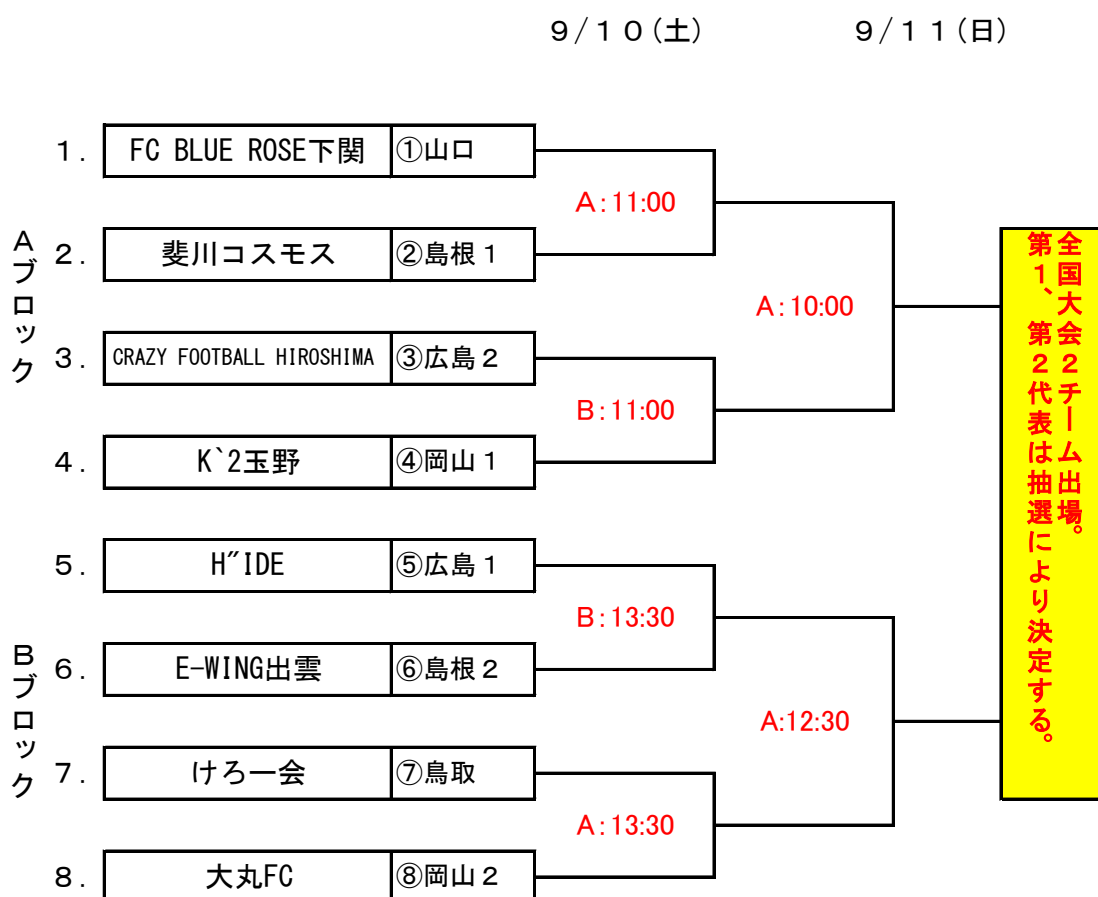 ９/１０(土)　９/１１(日)
１. FC BLUE ROSE下関 ①山口
A:11:00
Aブロック
２. 斐川コスモス ②島根１
A:10:00
３. CRAZY FOOTBALL HIROSHIMA ③広島２
B:11:00
４. K`2玉野 ④岡山１
５. H″IDE ⑤広島１
B:13:30
Bブロック
６. E-WING出雲 ⑥島根２
A:12:30
７. けろー会 ⑦鳥取
A:13:30
８. 大丸FC ⑧岡山２
全国大会２チーム出場。
第１、第２代表は抽選により決定する。